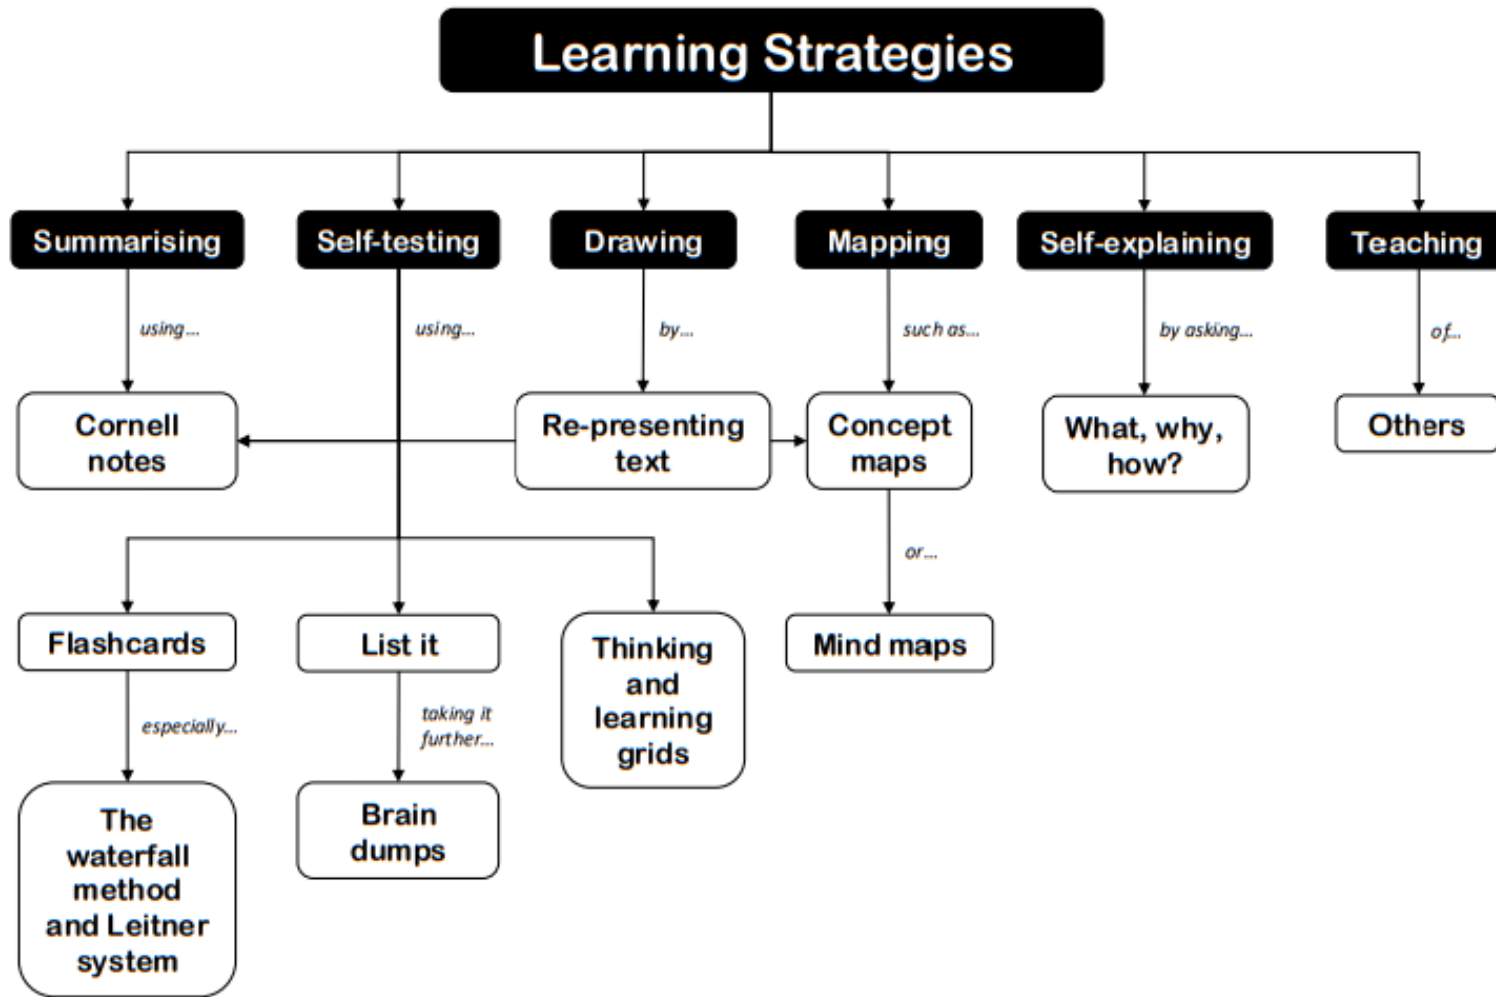 Learning Strategies
Summarising
Self-testing
Drawing
Mapping
Self-explaining
Teaching
using...
using...
by...
such as...
by asking...
of...
Cornell
notes
Re-presenting
text
Concept
maps
What, why,
how?
Others
or...
Flashcards
List it
Thinking
and
learning
grids
Mind maps
especially...
taking it
further...
The
waterfall
method
and Leitner
system
Brain
dumps